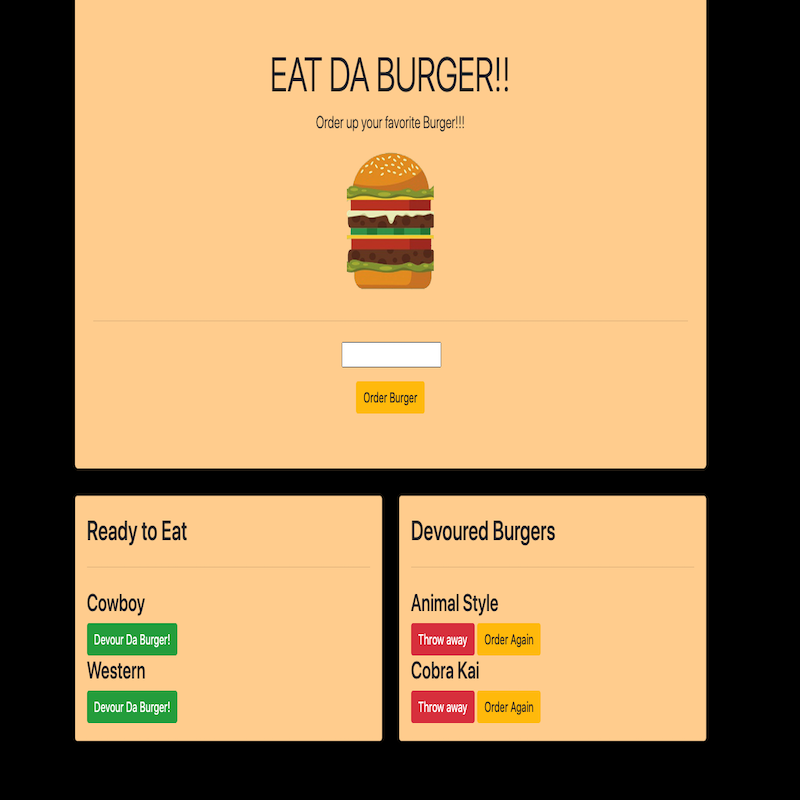 EAT DA BURGER!!
Order up your favorite Burger!!!
Order Burger
Ready to Eat
Cowboy
Devour Da Burger!
Western
Devour Da Burger!
Devoured Burgers
Animal Style
Throw away Order Again
Cobra Kai
Throw away Order Again